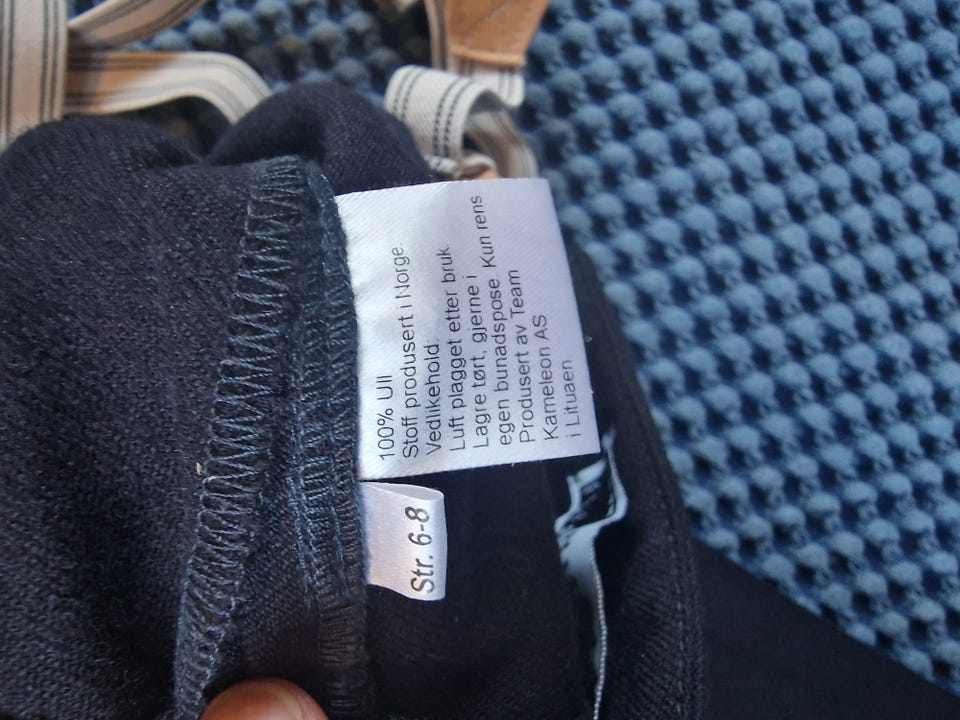 100% Ull
Stoff produsert i Norge.
Vedlikehold:
Luft plagget etter bruk.
Lagre tørt, gjerne i
egen bunadspose. Kun rens
Produsert av Team
Kameleon AS
i Lituaen.
Str. 6-8